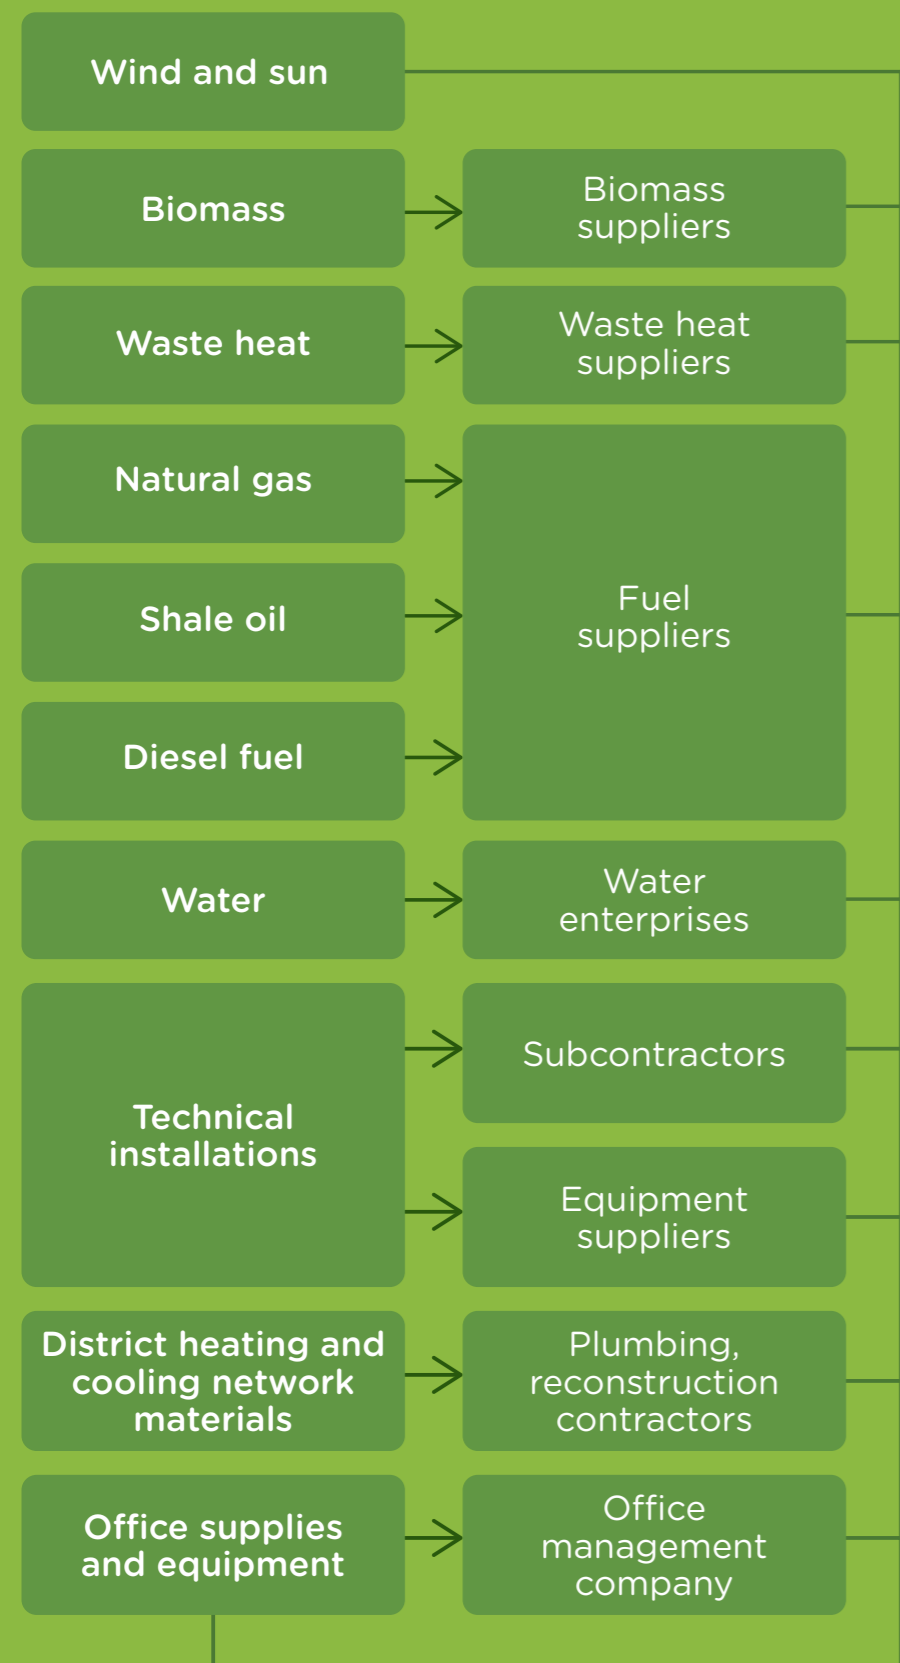 Wind and sun
Biomass
Biomass
suppliers
Waste heat
Waste heat
suppliers
Natural gas
Shale oil
Diesel fuel
Fuel
suppliers
Water
Water
enterprises
Technical
installations
Subcontractors
Equipment
suppliers
District heating and
cooling network
materials
Plumbing,
reconstruction
contractors
Office supplies
and equipment
Office
management
company